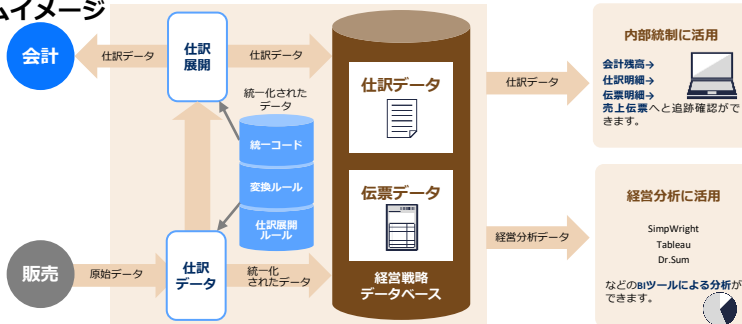 ムイメージ
会計
仕訳データ
仕訳
展開
仕訳データ
統一化された
データ
統一コード
変換ルール
仕訳展開
ルール
販売
原始データ
仕訳
データ
統一化
されたデータ
仕訳データ
伝票データ
経営戦略
データベース
仕訳データ
経営分析データ
内部統制に活用
会計残高→
仕訳明細→
伝票明細→
売上伝票へと追跡確認がで
きます。
経営分析に活用
SimpWright
Tableau
Dr.Sum
などのBIツールによる分析が
できます。